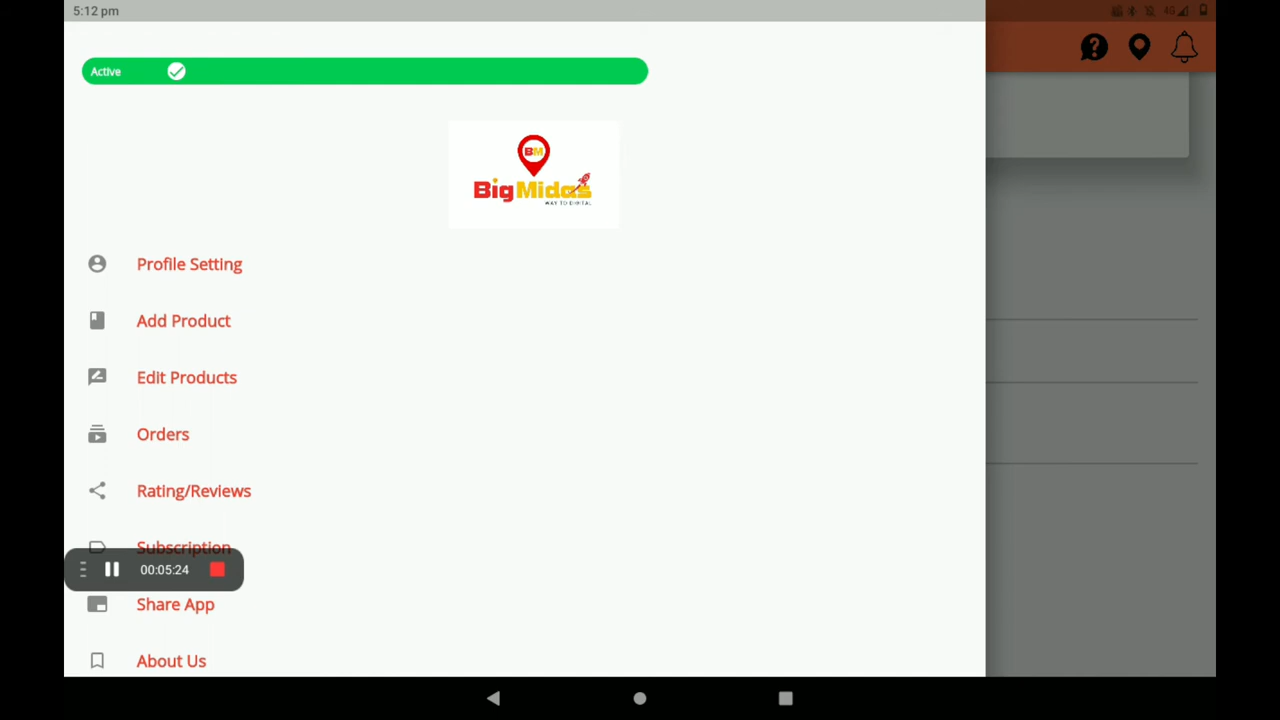 5:12 pm
4G
Active
BM
BigMidas
WAY TO DIGITAL
Profile Setting
Add Product
Edit Products
Orders
Rating/Reviews
Subscription
00:05:24
Share App
About Us